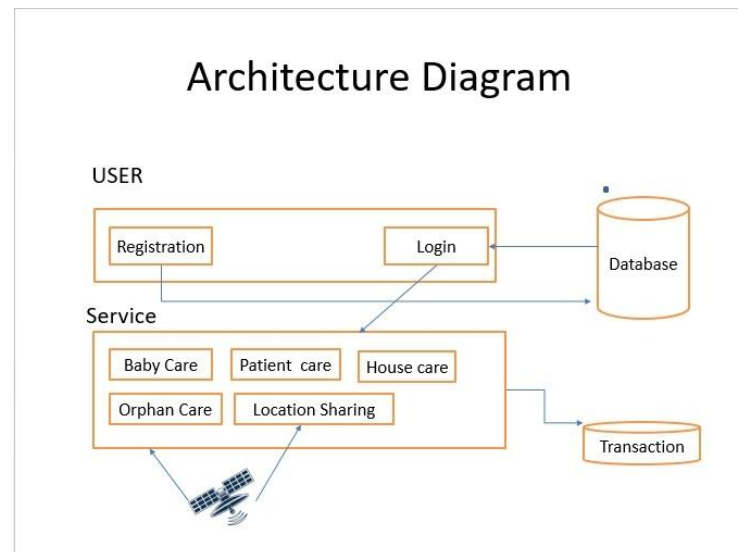 Architecture Diagram
USER
Registration
Login
Database
Service
Baby Care
Patient care
House care
Orphan Care
Location Sharing
Transaction